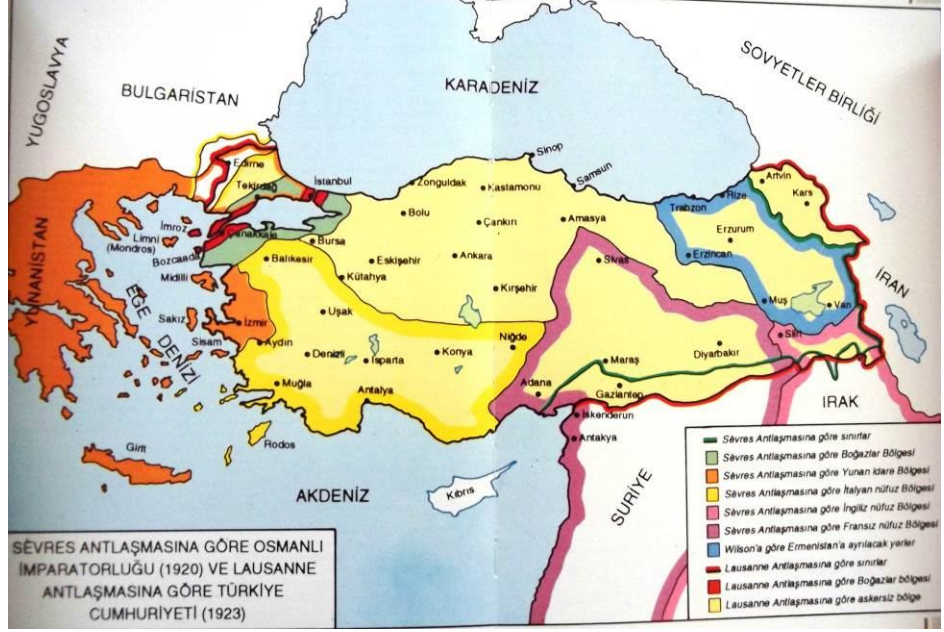 YUGOSLAVYA
BULGARİSTAN
KARADENİZ
SOVYETLER BİRLİĞİ
YUNANİSTAN
EGE
DENİZİ
AKDENİZ
SURİYE
IRAK
İRAN
Edirne
Tekirdağ
İstanbul
Çanakkale
İmroz
Limni
(Mondros)
Bozcaada
Midilli
Sakız
Sisam
Girit
Rodos
Kıbrıs
Zonguldak
Kastamonu
Sinop
Samsun
Bolu
Çankırı
Amasya
Trabzon
Rize
Artvin
Kars
Erzurum
Erzincan
Bursa
Balıkesir
Eskişehir
Ankara
Kütahya
Kırşehir
Sivas
Muş
Van
Siirt
İzmir
Uşak
Aydın
Denizli
Isparta
Konya
Niğde
Muğla
Antalya
Adana
Maraş
Gaziantep
Diyarbakır
İskenderun
Antakya
Sèvres Antlaşmasına göre sınırlar
Sèvres Antlaşmasına göre Boğazlar Bölgesi
Sèvres Antlaşmasına göre Yunan idare Bölgesi
Sèvres Antlaşmasına göre İtalyan nüfuz Bölgesi
Sèvres Antlaşmasına göre İngiliz nüfuz Bölgesi
Sèvres Antlaşmasına göre Fransız nüfuz Bölgesi
Wilson'a göre Ermenistan'a ayrılacak yerler
Lausanne Antlaşmasına göre sınırlar
Lausanne Antlaşmasına göre Boğazlar bölgesi
Lausanne Antlaşmasına göre askersiz bölge
SÈVRES ANTLAŞMASINA GÖRE OSMANLI
İMPARATORLUĞU (1920) VE LAUSANNE
ANTLAŞMASINA GÖRE TÜRKİYE
CUMHURİYETİ (1923)